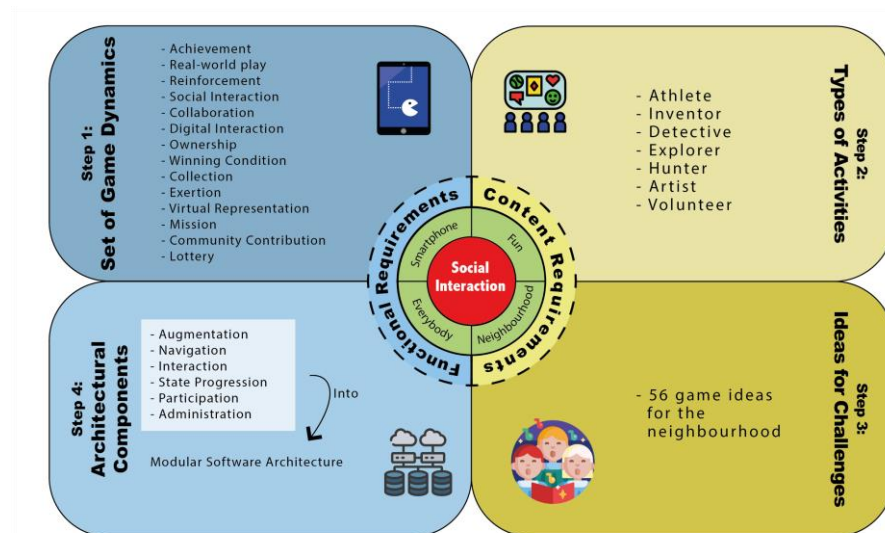 Step 1:
Set of Game Dynamics
- Achievement
- Real-world play
- Reinforcement
- Social Interaction
- Collaboration
- Digital Interaction
- Ownership
- Winning Condition
- Collection
- Exertion
- Virtual Representation
- Mission
- Community Contribution
- Lottery
Step 2:
Types of Activities
- Athlete
- Inventor
- Detective
- Explorer
- Hunter
- Artist
- Volunteer
Functional Requirements
Content Requirements
Smartphone
Fun
Everybody
Neighbourhood
Social
Interaction
Step 4:
Architectural
Components
- Augmentation
- Navigation
- Interaction
- State Progression
- Participation
- Administration
Into
Modular Software Architecture
Step 3:
Ideas for Challenges
- 56 game ideas
for the
neighbourhood